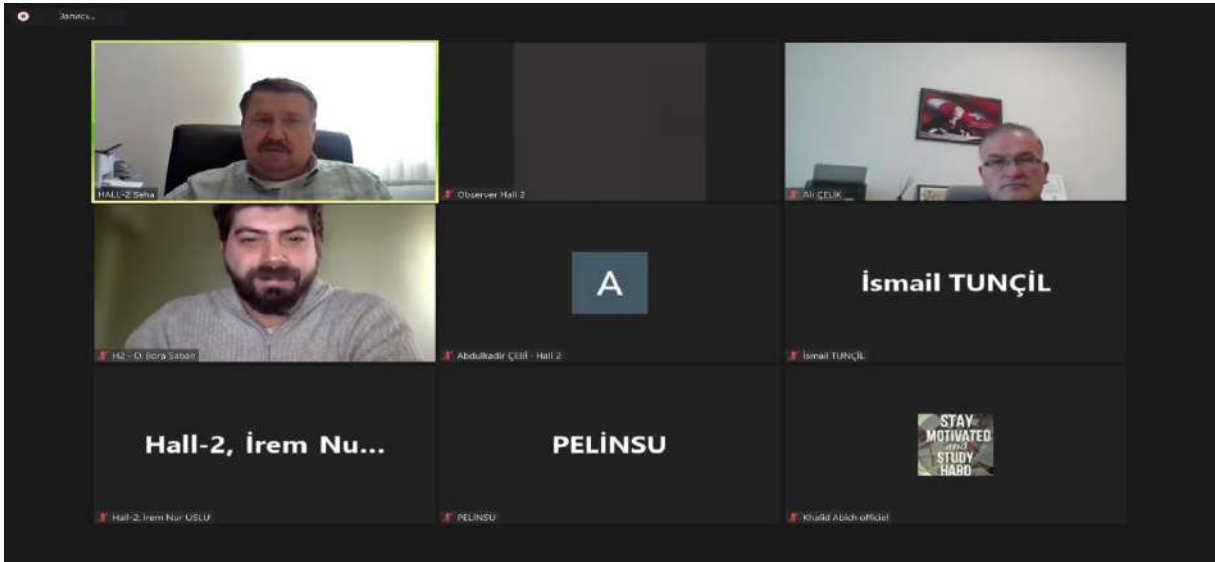 Запись...
HALL-2 Seha
Observer Hall 2
Ali ÇELİK
H2 - O. Bora Şaban
A
Abdulkadir ÇEBİ - Hall 2
İsmail TUNÇİL
İsmail TUNÇİL
Hall-2, İrem Nu...
Hall-2, İrem Nur USLU
PELİNSU
PELİNSU
STAY
MOTIVATED
and
STUDY
HARD
Khalid Abich officiel